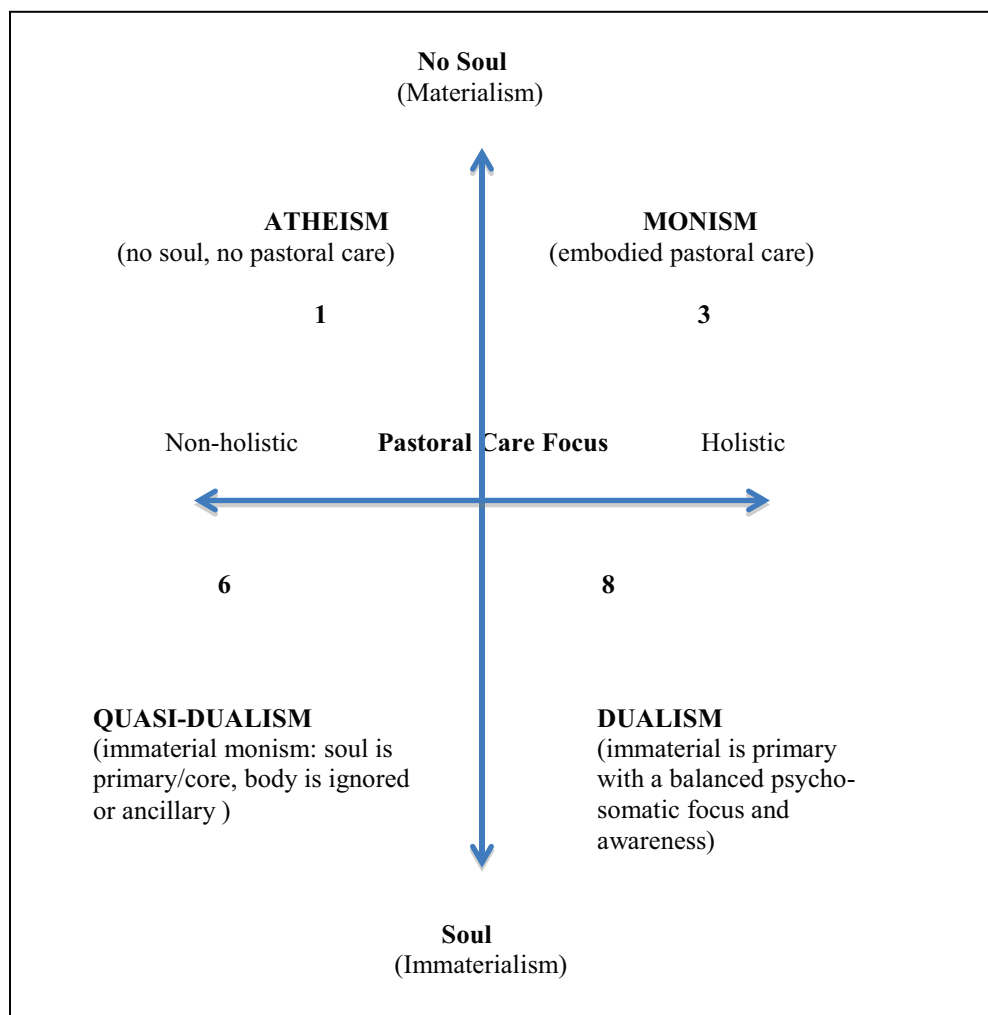 No Soul
(Materialism)
ATHEISM
(no soul, no pastoral care)
1
MONISM
(embodied pastoral care)
3
Non-holistic
Pastoral Care Focus
Holistic
6
8
QUASI-DUALISM
(immaterial monism: soul is
primary/core, body is ignored
or ancillary )
DUALISM
(immaterial is primary
with a balanced psycho-
somatic focus and
awareness)
Soul
(Immaterialism)